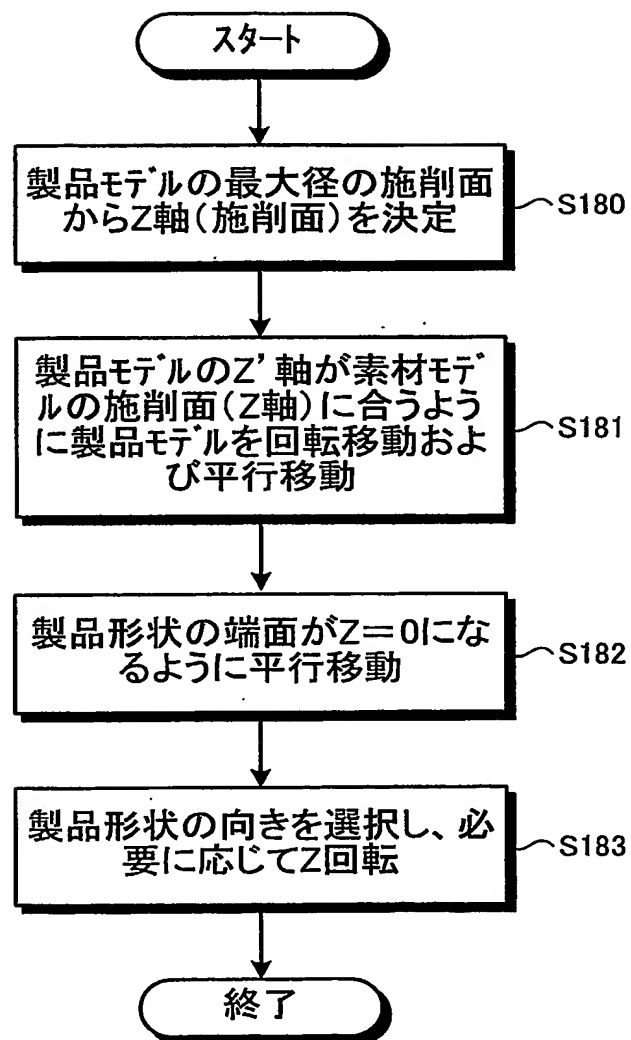 スタート
製品モデルの最大径の施削面
からZ軸(施削面)を決定
S180
製品モデルのZ'軸が素材モデ
ルの施削面(Z軸)に合うよう
に製品モデルを回転移動およ
び平行移動
S181
製品形状の端面がZ=0にな
るように平行移動
S182
製品形状の向きを選択し、必
要に応じてZ回転
S183
終了